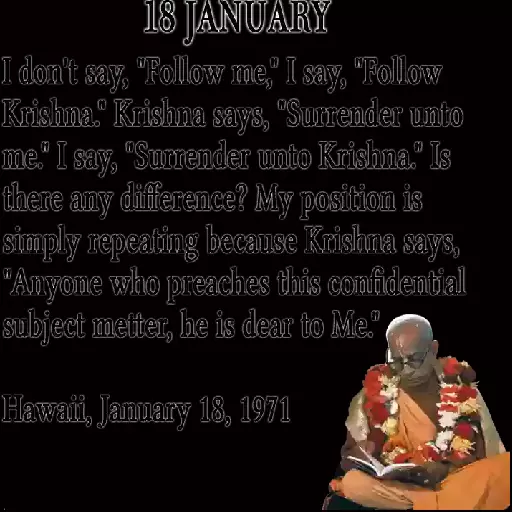 18 JANUARY
I don't say, "Follow me," I say, "Follow
Krishna." Krishna says, "Surrender unto
me." I say, "Surrender unto Krishna." Is
there any difference? My position is
simply repeating because Krishna says,
"Anyone who preaches this confidential
subject metter, he is dear to Me."
Hawaii, January 18, 1971